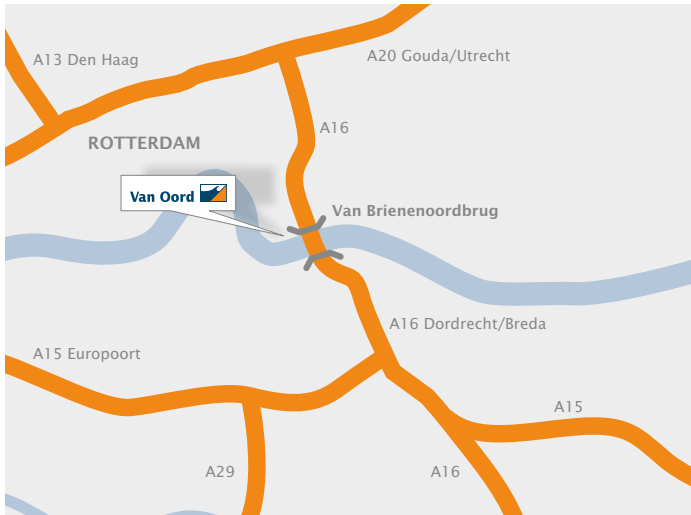 A13 Den Haag
A20 Gouda/Utrecht
A16
ROTTERDAM
Van Oord
Van Brienenoordbrug
A16 Dordrecht/Breda
A15 Europoort
A15
A29
A16